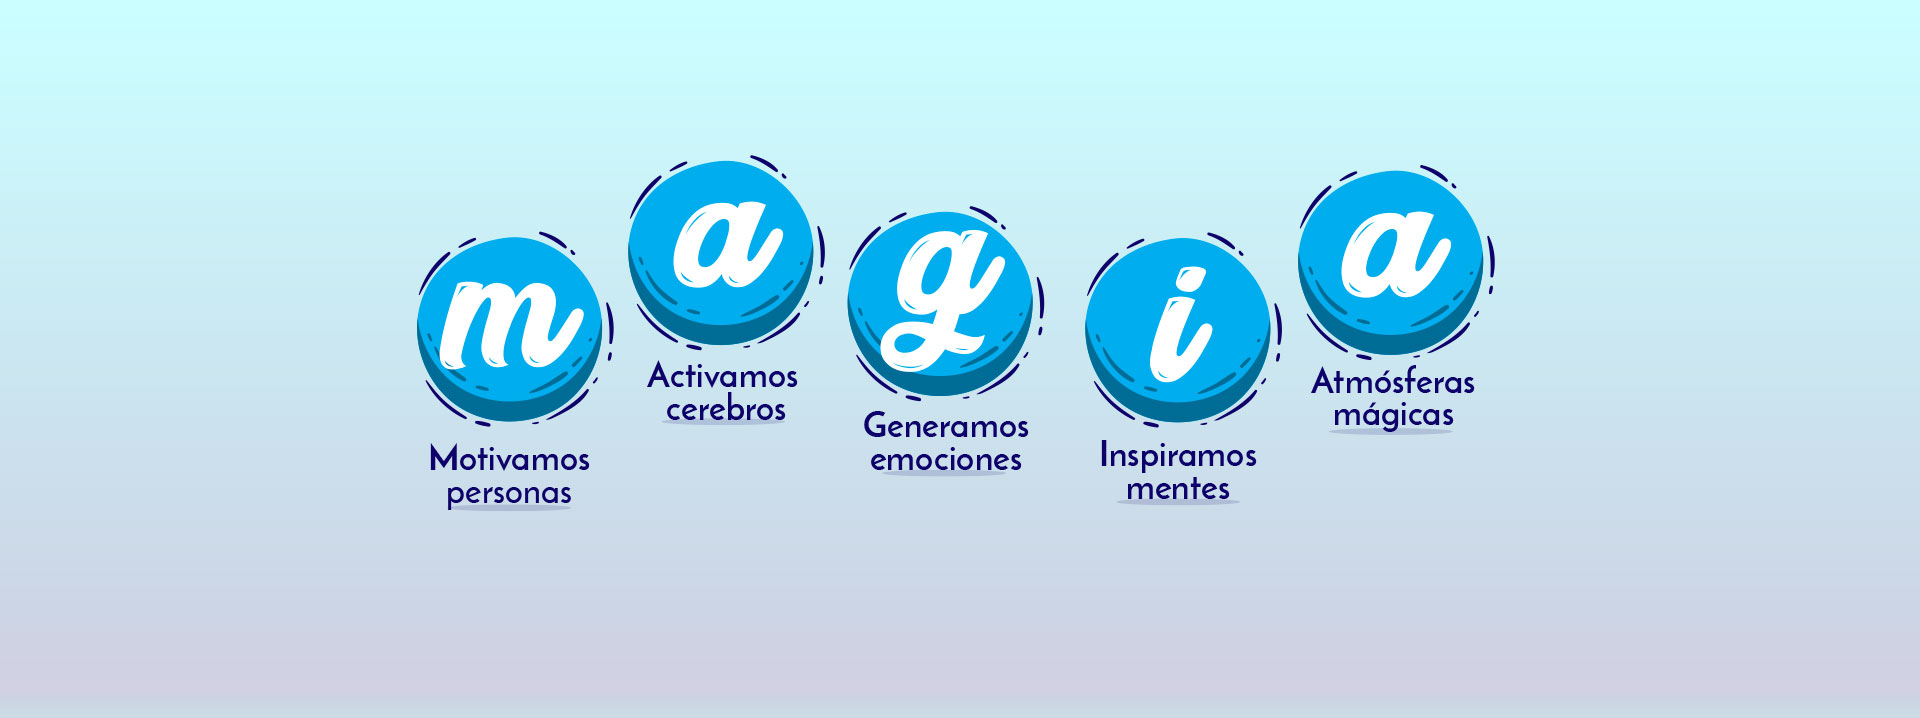 m
Motivamos
personas
a
Activamos
cerebros
g
Generamos
emociones
i
Inspiramos
mentes
a
Atmósferas
mágicas